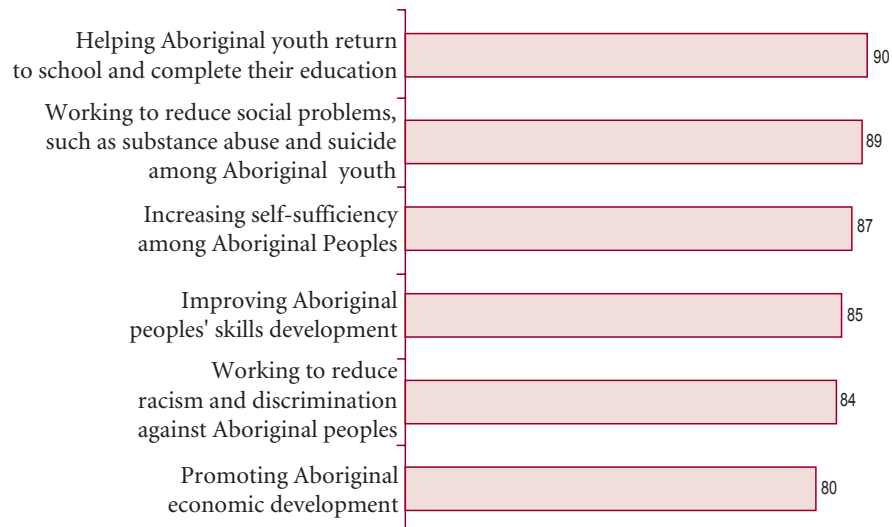 Helping Aboriginal youth return
to school and complete their education
90
Working to reduce social problems,
such as substance abuse and suicide
among Aboriginal youth
89
Increasing self-sufficiency
among Aboriginal Peoples
87
Improving Aboriginal
peoples' skills development
85
Working to reduce
racism and discrimination
against Aboriginal peoples
84
Promoting Aboriginal
economic development
80